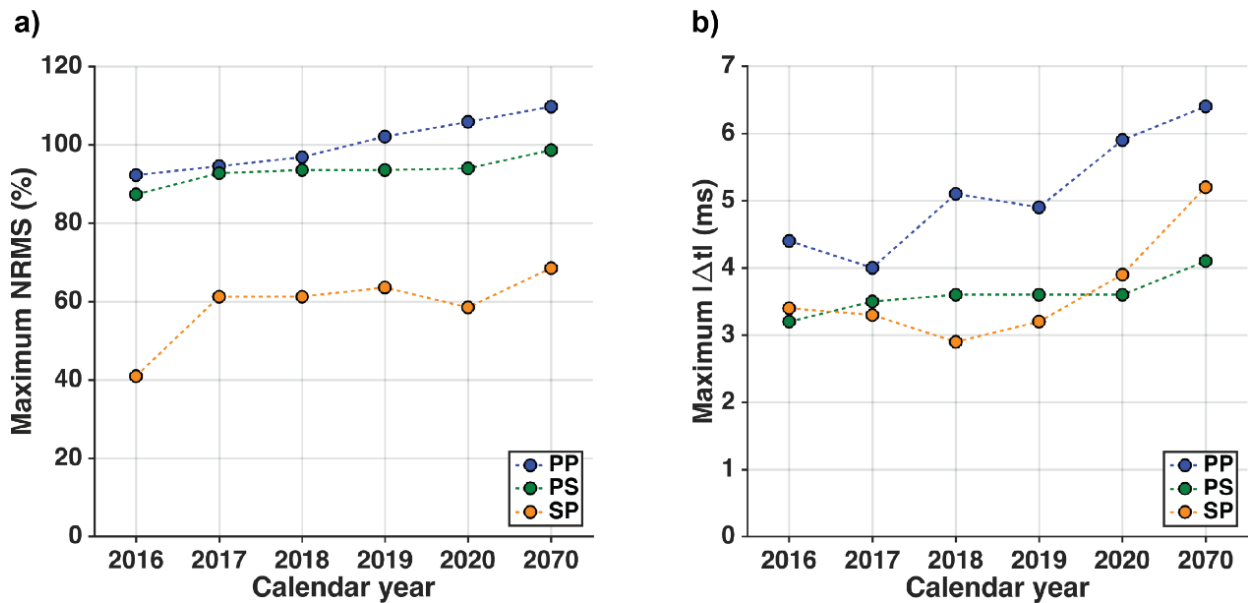 a)
Maximum NRMS (%)
120
100
80
60
40
20
0
2016 2017 2018 2019 2020 2070
Calendar year
PP
PS
SP
b)
Maximum |Δt| (ms)
7
6
5
4
3
2
1
0
2016 2017 2018 2019 2020 2070
Calendar year
PP
PS
SP